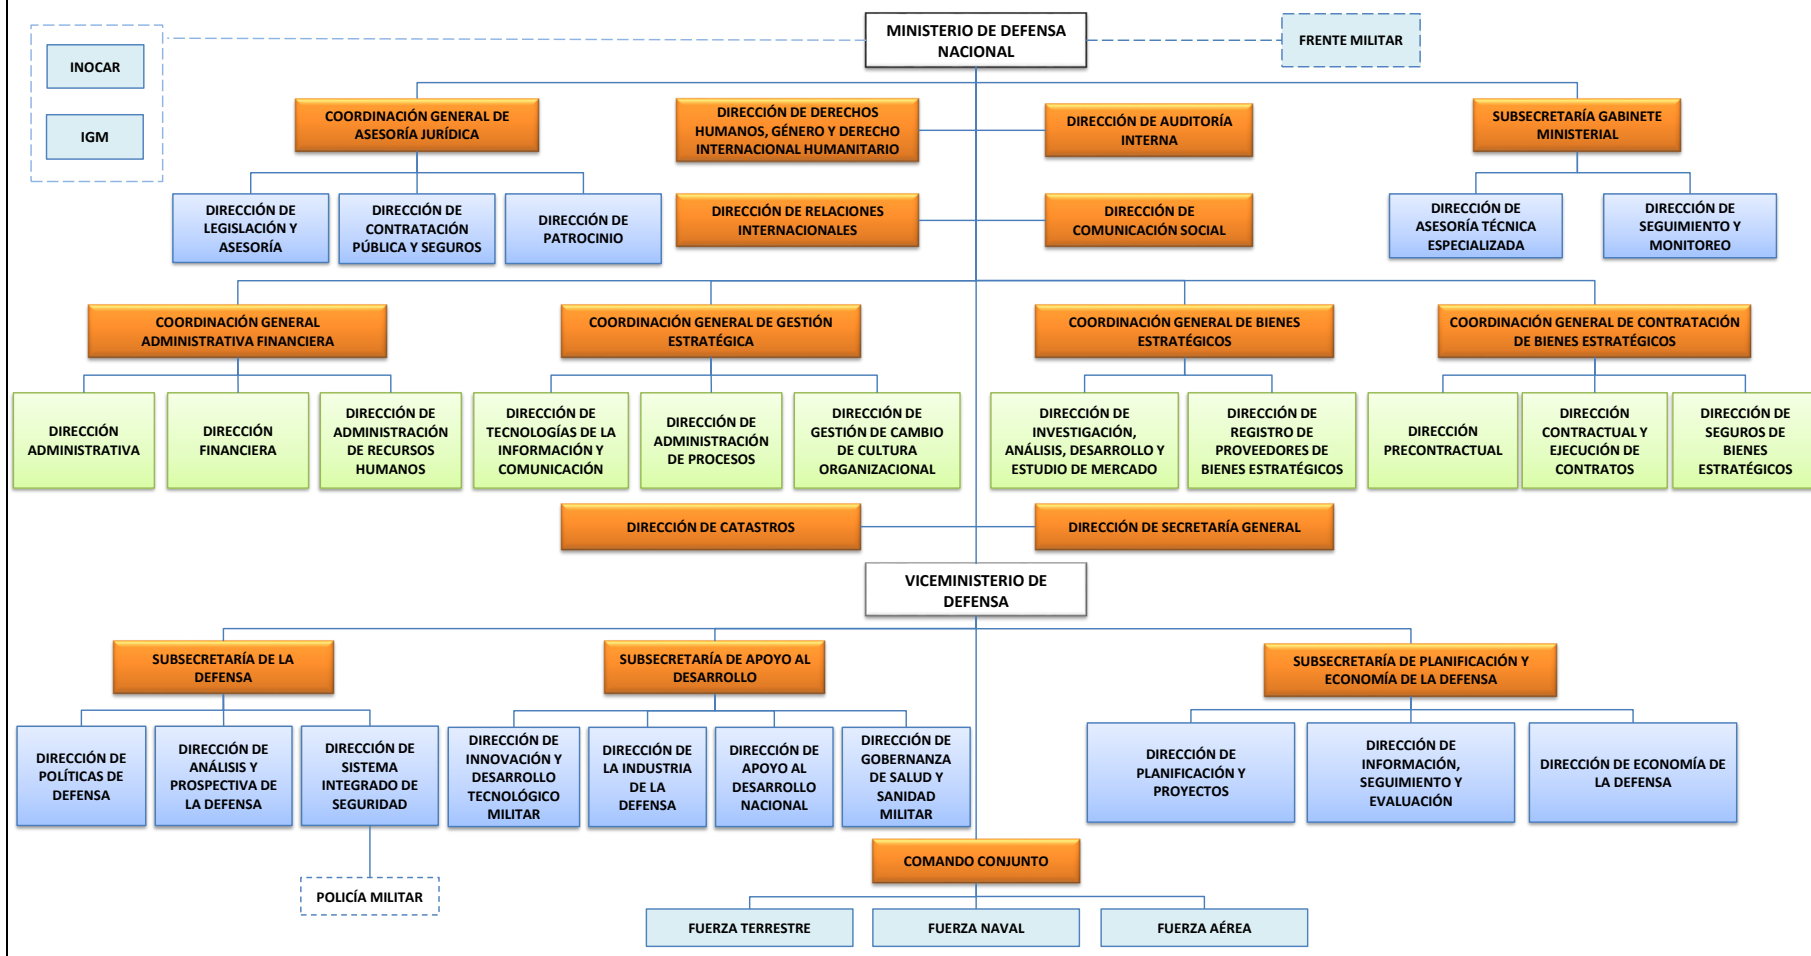 MINISTERIO DE DEFENSA
NACIONAL
FRENTE MILITAR
INOCAR
IGM
COORDINACIÓN GENERAL DE
ASESORÍA JURÍDICA
DIRECCIÓN DE DERECHOS
HUMANOS, GÉNERO Y DERECHO
INTERNACIONAL HUMANITARIO
DIRECCIÓN DE AUDITORÍA
INTERNA
SUBSECRETARÍA GABINETE
MINISTERIAL
DIRECCIÓN DE
LEGISLACIÓN Y
ASESORÍA
DIRECCIÓN DE
CONTRATACIÓN
PÚBLICA Y SEGUROS
DIRECCIÓN DE
PATROCINIO
DIRECCIÓN DE RELACIONES
INTERNACIONALES
DIRECCIÓN DE
COMUNICACIÓN SOCIAL
DIRECCIÓN DE
ASESORÍA TÉCNICA
ESPECIALIZADA
DIRECCIÓN DE
SEGUIMIENTO Y
MONITOREO
COORDINACIÓN GENERAL
ADMINISTRATIVA FINANCIERA
COORDINACIÓN GENERAL DE GESTIÓN
ESTRATÉGICA
COORDINACIÓN GENERAL DE BIENES
ESTRATÉGICOS
COORDINACIÓN GENERAL DE CONTRATACIÓN
DE BIENES ESTRATÉGICOS
DIRECCIÓN
ADMINISTRATIVA
DIRECCIÓN
FINANCIERA
DIRECCIÓN DE
ADMINISTRACIÓN
DE RECURSOS
HUMANOS
DIRECCIÓN DE
TECNOLOGÍAS DE LA
INFORMACIÓN Y
COMUNICACIÓN
DIRECCIÓN DE
ADMINISTRACIÓN
DE PROCESOS
DIRECCIÓN DE
GESTIÓN DE CAMBIO
DE CULTURA
ORGANIZACIONAL
DIRECCIÓN DE
INVESTIGACIÓN,
ANÁLISIS, DESARROLLO Y
ESTUDIO DE MERCADO
DIRECCIÓN DE
REGISTRO DE
PROVEEDORES DE
BIENES ESTRATÉGICOS
DIRECCIÓN
PRECONTRACTUAL
DIRECCIÓN
CONTRACTUAL Y
EJECUCIÓN DE
CONTRATOS
DIRECCIÓN DE
SEGUROS DE
BIENES
ESTRATÉGICOS
DIRECCIÓN DE CATASTROS
DIRECCIÓN DE SECRETARÍA GENERAL
VICEMINISTERIO DE
DEFENSA
SUBSECRETARÍA DE LA
DEFENSA
SUBSECRETARÍA DE APOYO AL
DESARROLLO
SUBSECRETARÍA DE PLANIFICACIÓN Y
ECONOMÍA DE LA DEFENSA
DIRECCIÓN DE
POLÍTICAS DE
DEFENSA
DIRECCIÓN DE
ANÁLISIS Y
PROSPECTIVA DE
LA DEFENSA
DIRECCIÓN DE
SISTEMA
INTEGRADO DE
SEGURIDAD
DIRECCIÓN DE
INNOVACIÓN Y
DESARROLLO
TECNOLÓGICO
MILITAR
DIRECCIÓN DE
LA INDUSTRIA
DE LA
DEFENSA
DIRECCIÓN DE
APOYO AL
DESARROLLO
NACIONAL
DIRECCIÓN DE
GOBERNANZA
DE SALUD Y
SANIDAD
MILITAR
DIRECCIÓN DE
PLANIFICACIÓN Y
PROYECTOS
DIRECCIÓN DE
INFORMACIÓN,
SEGUIMIENTO Y
EVALUACIÓN
DIRECCIÓN DE ECONOMÍA DE
LA DEFENSA
COMANDO CONJUNTO
POLICÍA MILITAR
FUERZA TERRESTRE
FUERZA NAVAL
FUERZA AÉREA